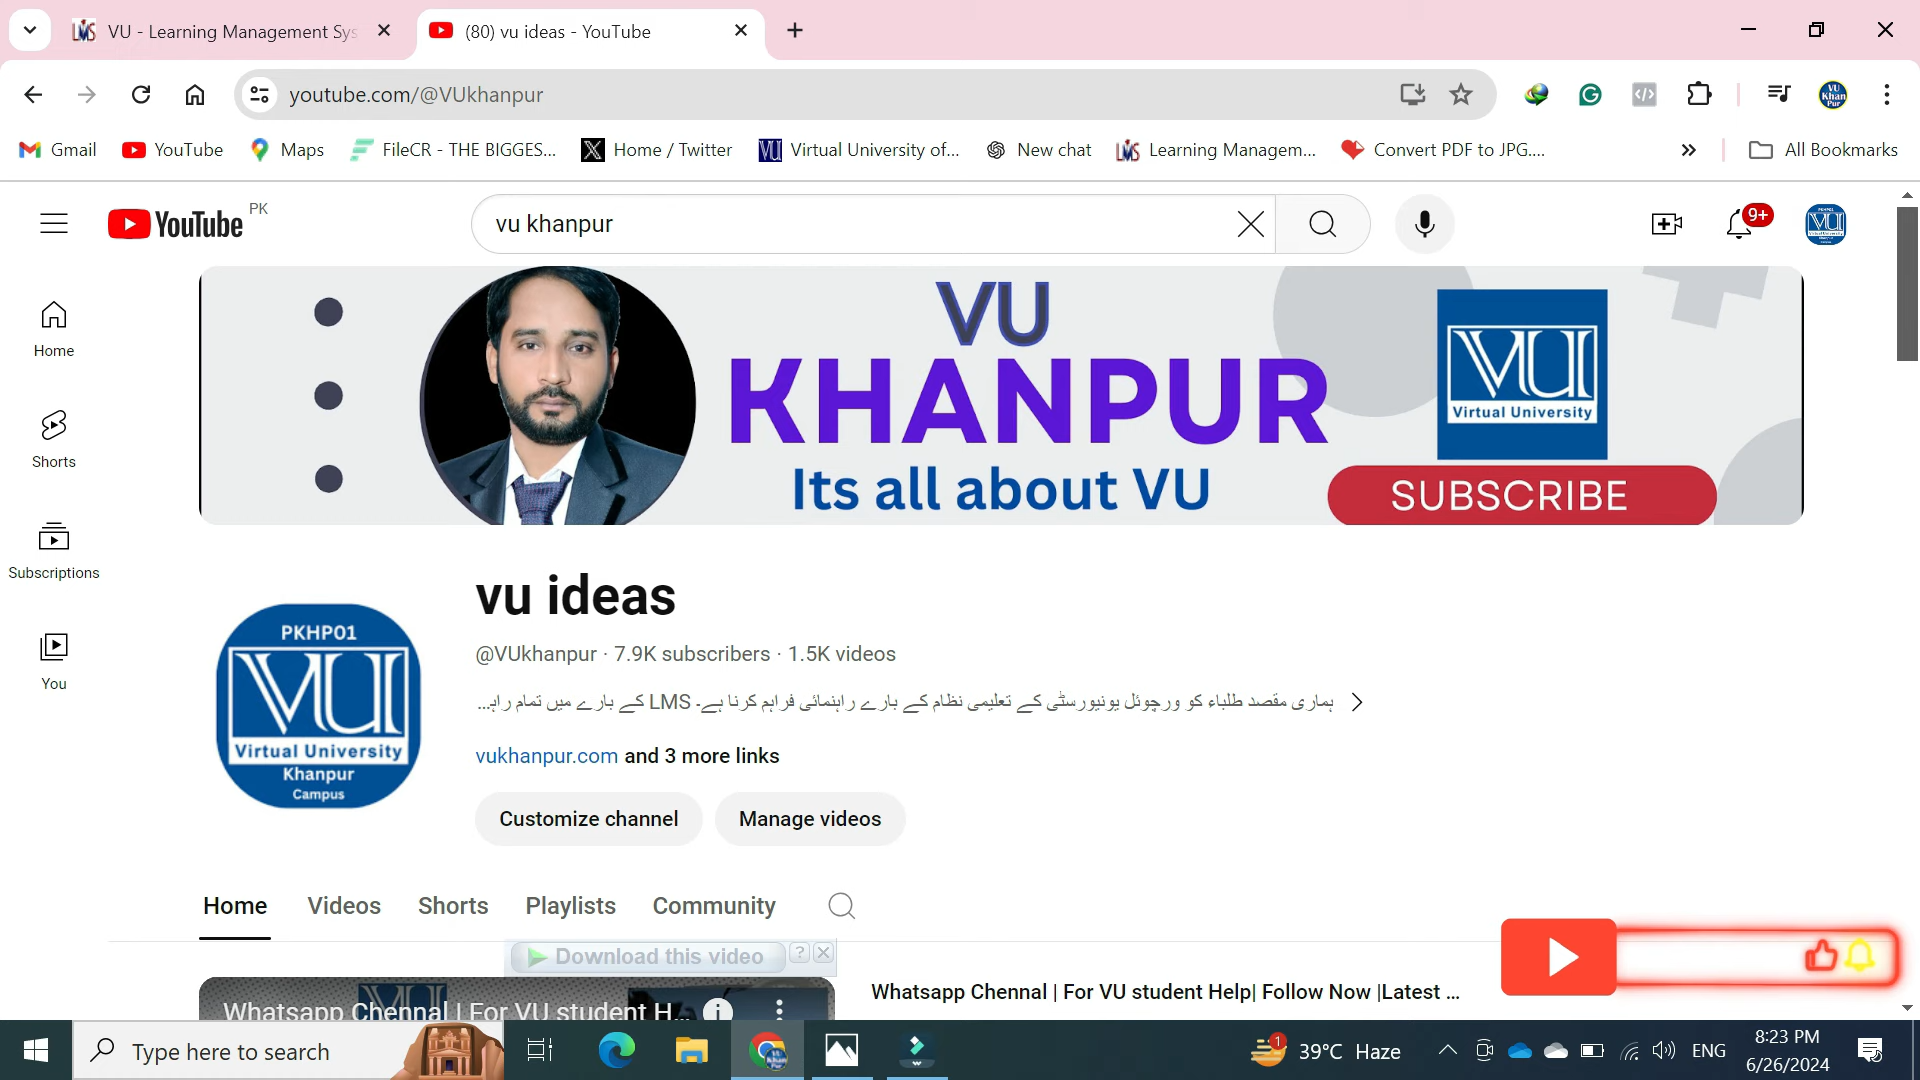 VU - Learning Management Sys
(80) vu ideas - YouTube
youtube.com/@VUkhanpur
VU
Khan
Pur
Gmail
YouTube
Maps
FileCR - THE BIGGES...
Home / Twitter
Virtual University of...
New chat
Learning Managem...
Convert PDF to JPG....
All Bookmarks
YouTube PK
vu khanpur
9+
Home
Shorts
Subscriptions
You
VU
KHANPUR
Its all about VU
VU
Virtual University
SUBSCRIBE
PKHP01
VU
Virtual University
Khanpur
Campus
vu ideas
@VUkhanpur · 7.9K subscribers · 1.5K videos
ہماری مقصد طلباء کو ورچوئل یونیورسٹی کے تعلیمی نظام کے بارے راہنمائی فراہم کرنا ہے۔ LMS کے بارے میں تمام راہ...
vukhanpur.com and 3 more links
Customize channel
Manage videos
Home
Videos
Shorts
Playlists
Community
Download this video
Whatsapp Chennal | For VU student H...
Whatsapp Chennal | For VU student Help| Follow Now |Latest ...
Type here to search
1
39°C Haze
ENG
8:23 PM
6/26/2024